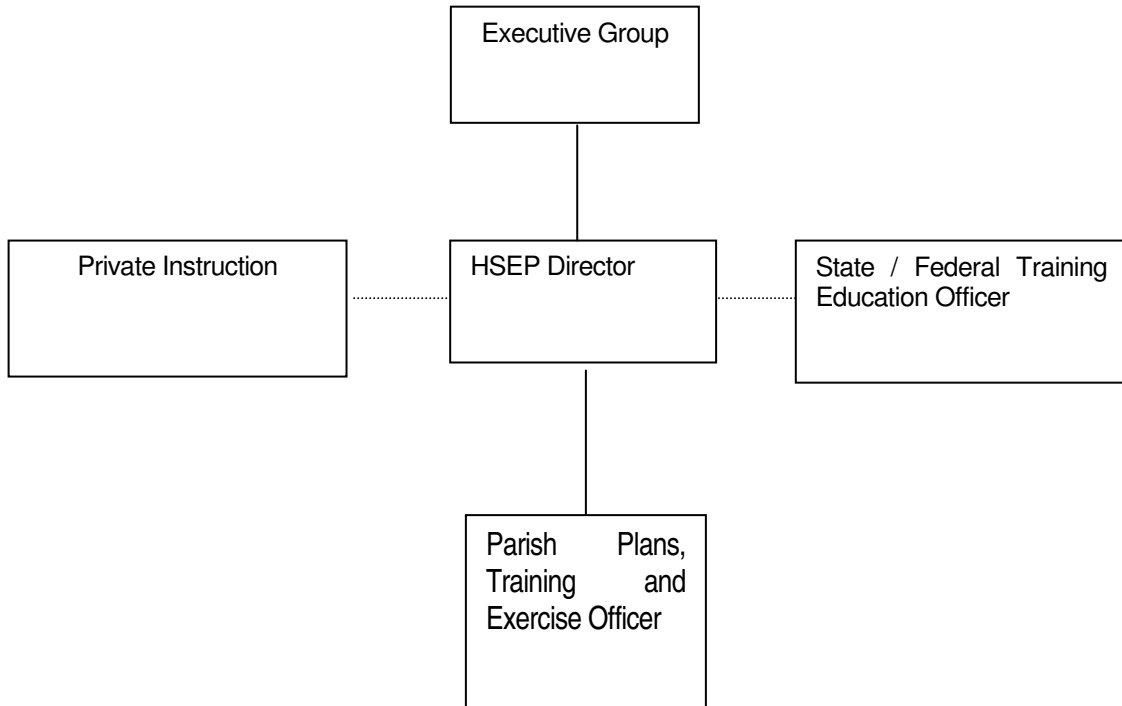 Executive Group
Private Instruction
HSEP Director
State / Federal Training
Education Officer
Parish Plans,
Training and
Exercise Officer